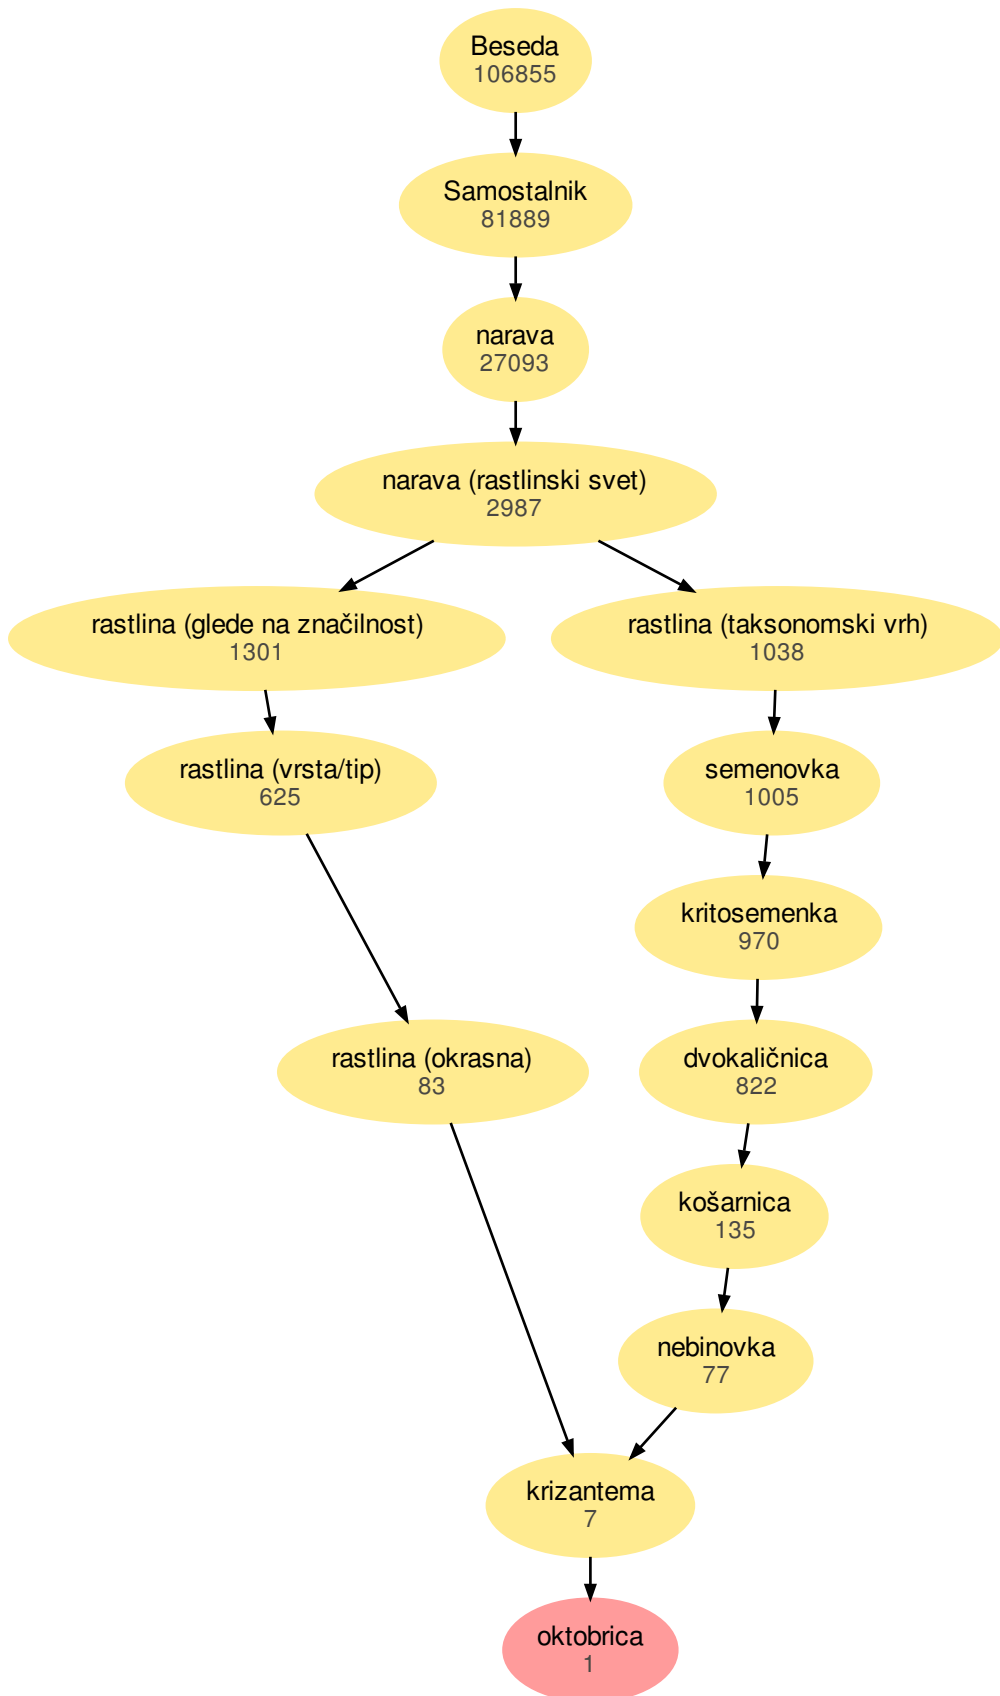 Beseda
106855
Samostalnik
81889
narava
27093
narava (rastlinski svet)
2987
rastlina (glede na značilnost)
1301
rastlina (taksonomski vrh)
1038
rastlina (vrsta/tip)
625
semenovka
1005
kritosemenka
970
rastlina (okrasna)
83
dvokaličnica
822
košarnica
135
nebinovka
77
krizantema
7
oktobrica
1